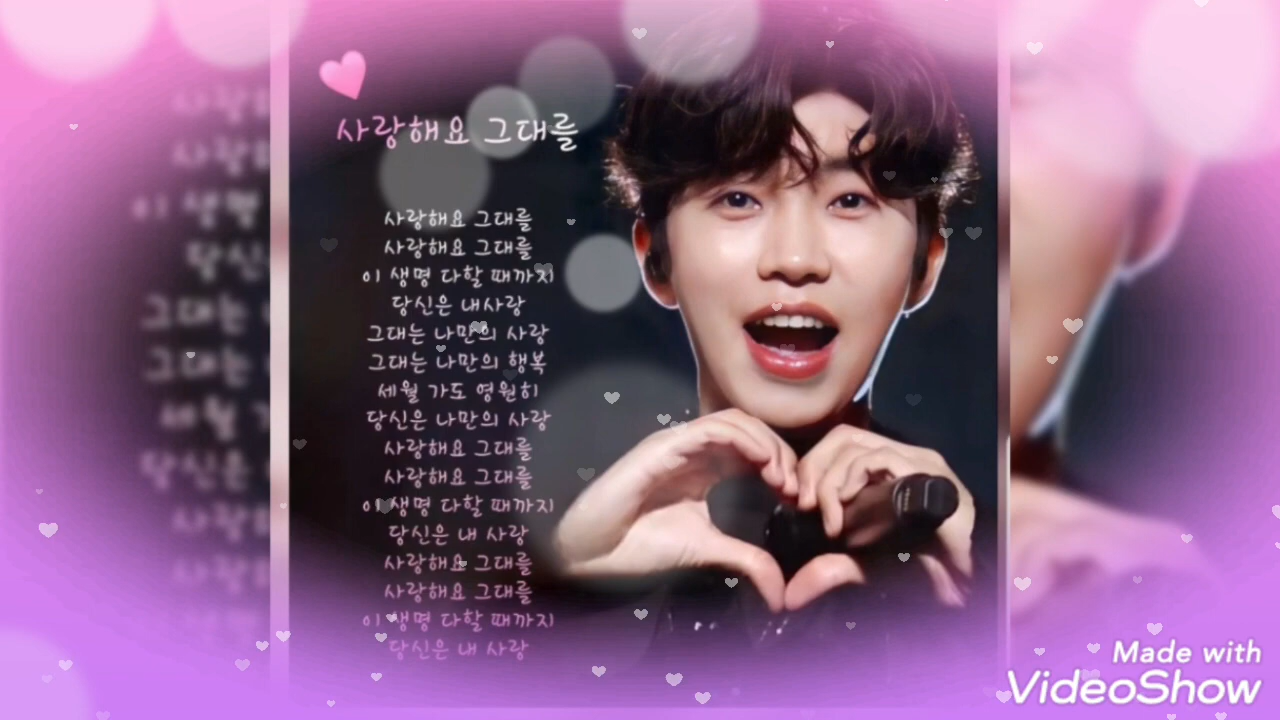 사랑해요 그대를
사랑해요 그대를
사랑해요 그대를
이 생명 다할 때까지
당신은 내사랑
그대는 나만의 사랑
그대는 나만의 행복
세월 가도 영원히
당신은 나만의 사랑
사랑해요 그대를
사랑해요 그대를
이 생명 다할 때까지
당신은 내 사랑
사랑해요 그대를
사랑해요 그대를
이 생명 다할 때까지
당신은 내 사랑
Made with
VideoShow